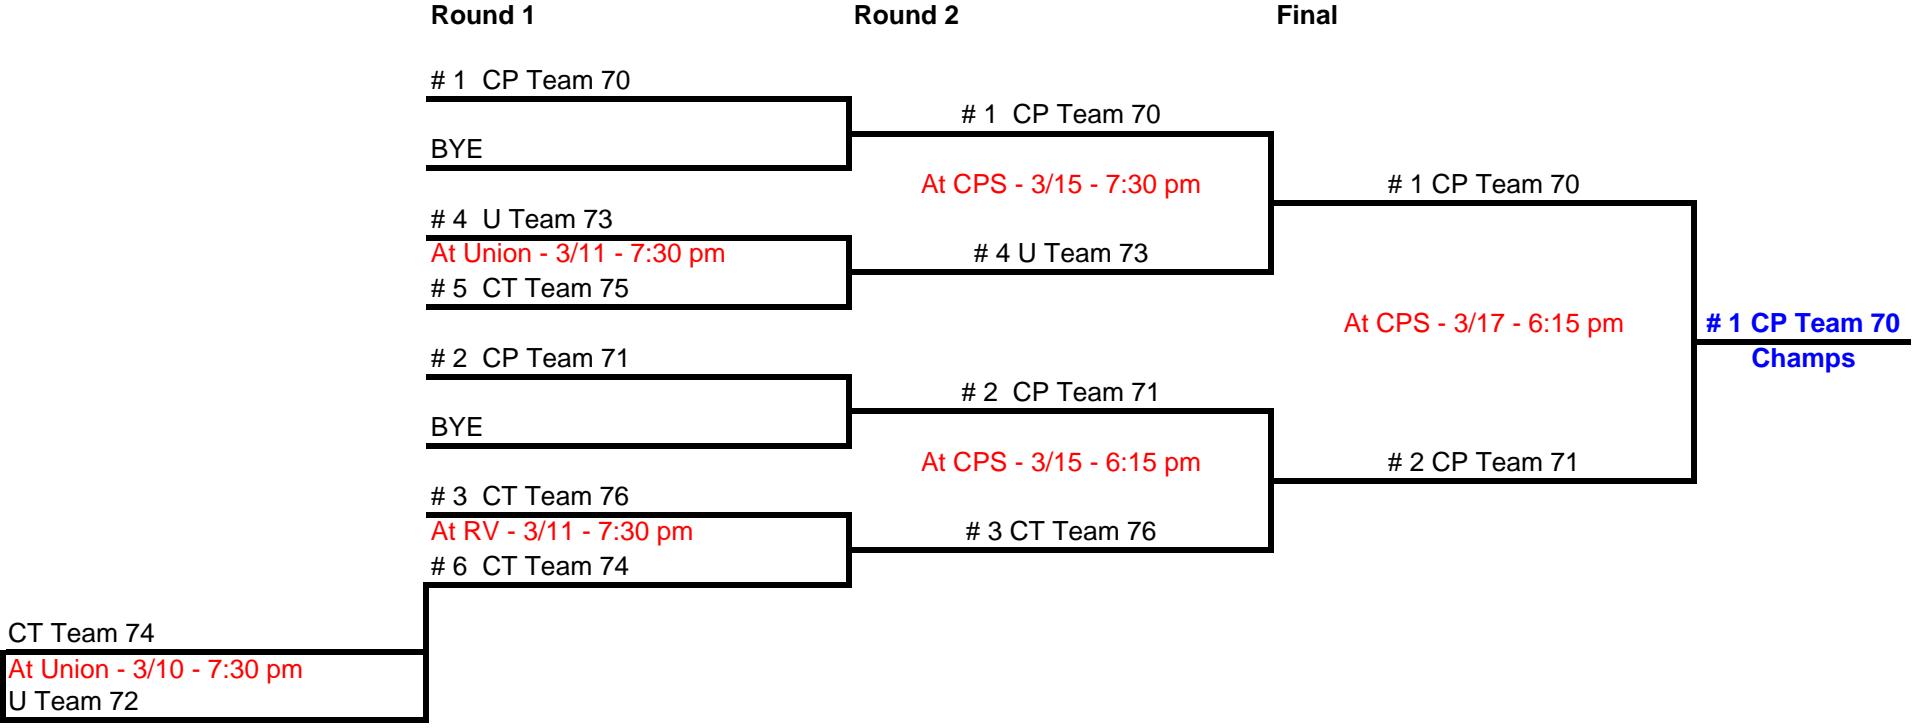 Round 1
Round 2
Final
# 1 CP Team 70
# 1 CP Team 70
BYE
At CPS - 3/15 - 7:30 pm
# 1 CP Team 70
# 4 U Team 73
At Union - 3/11 - 7:30 pm
# 4 U Team 73
# 5 CT Team 75
At CPS - 3/17 - 6:15 pm
# 1 CP Team 70
# 2 CP Team 71
Champs
# 2 CP Team 71
BYE
At CPS - 3/15 - 6:15 pm
# 2 CP Team 71
# 3 CT Team 76
At RV - 3/11 - 7:30 pm
# 3 CT Team 76
# 6 CT Team 74
CT Team 74
At Union - 3/10 - 7:30 pm
U Team 72